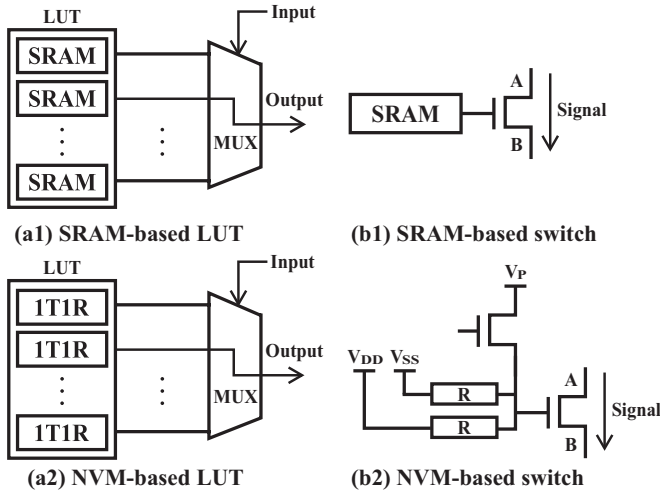 LUT
SRAM
SRAM
⋮
SRAM
Input
Output
MUX
⋮
(a1) SRAM-based LUT
SRAM
A
B
Signal
(b1) SRAM-based switch
LUT
1T1R
1T1R
⋮
1T1R
Input
Output
MUX
⋮
(a2) NVM-based LUT
VP
VDD
VSS
R
R
A
B
Signal
(b2) NVM-based switch